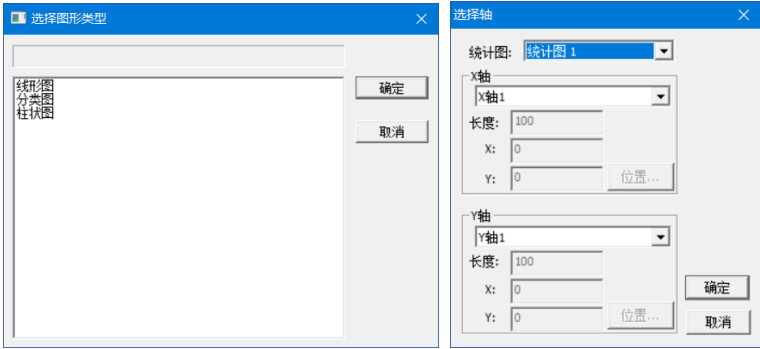 选择图形类型
线形图
分类图
柱状图
确定
取消
选择轴
统计图: 统计图 1
X轴
X轴1
长度: 100
X: 0
Y: 0 位置...
Y轴
Y轴1
长度: 100
X: 0
Y: 0 位置...
确定
取消